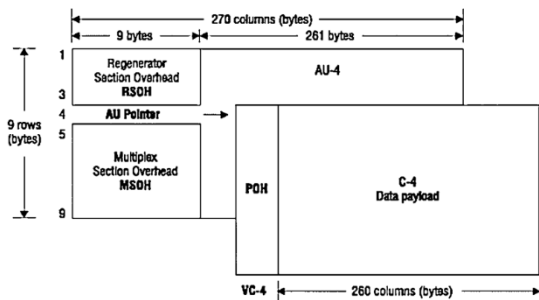 270 columns (bytes)
9 bytes
261 bytes
1
Regenerator
Section Overhead
RSOH
AU-4
3
4
AU Pointer
9 rows
(bytes)
5
Multiplex
Section Overhead
MSOH
POH
C-4
Data payload
9
VC-4
260 columns (bytes)